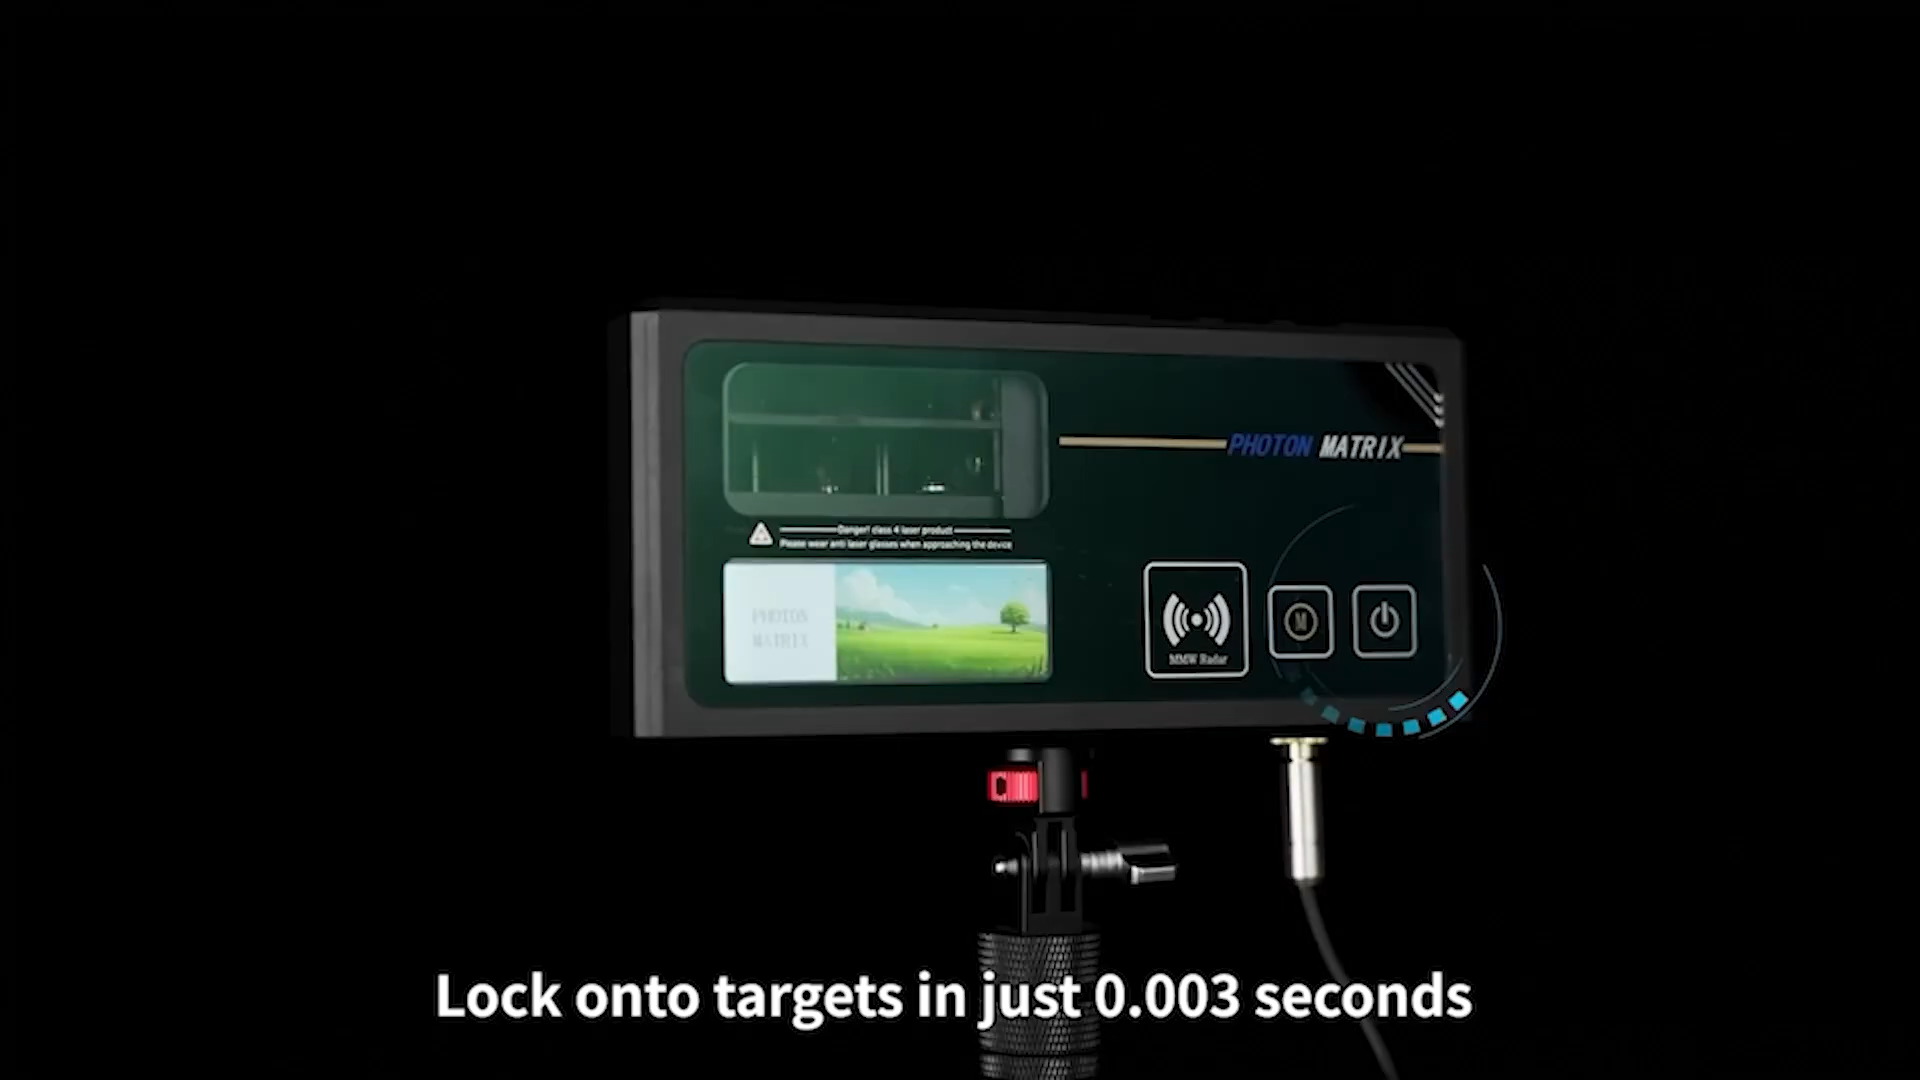 PHOTON MATRIX
Danger! class 4 laser product
Please wear anti laser glasses when approaching the device
PHOTON
MATRIX
M
MMW Radar
Lock onto targets in just 0.003 seconds